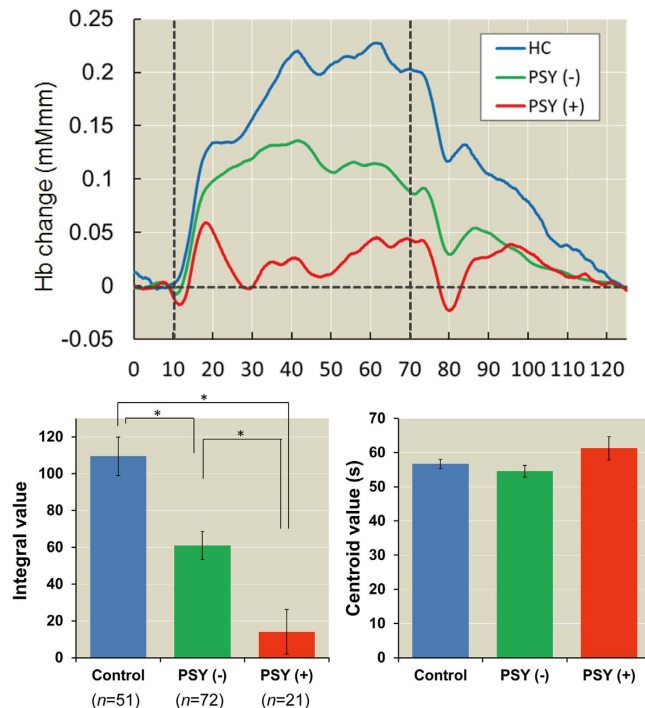 0.25
0.2
0.15
0.1
0.05
0
-0.05
Hb change (mMmm)
HC
PSY (-)
PSY (+)
0 10 20 30 40 50 60 70 80 90 100 110 120
120
100
80
60
40
20
0
Integral value
*
*
*
Control PSY (-) PSY (+)
(n=51) (n=72) (n=21)
70
60
50
40
30
20
10
0
Centroid value (s)
Control PSY (-) PSY (+)